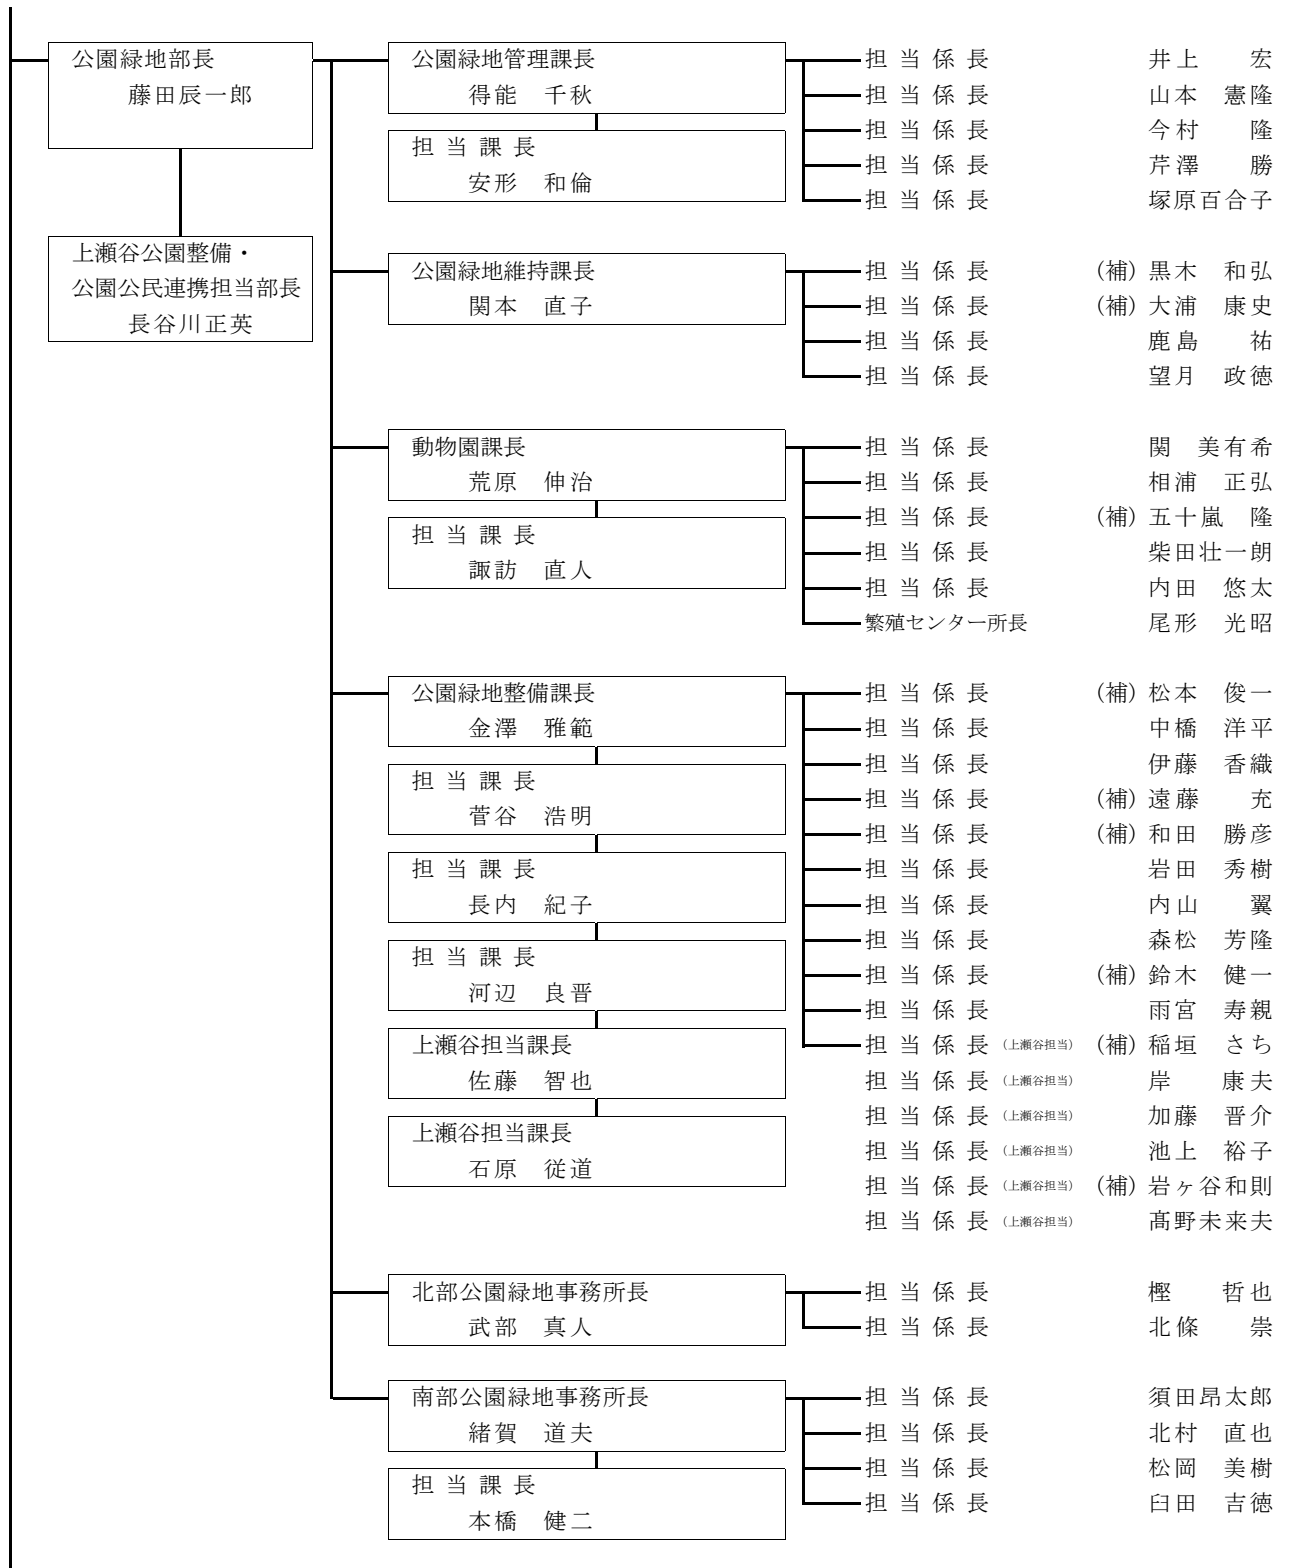 公園緑地部長
藤田辰一郎
上瀬谷公園整備・
公園公民連携担当部長
長谷川正英
公園緑地管理課長
得能 千秋
担当課長
安形 和倫
担当係長 井上 宏
担当係長 山本 憲隆
担当係長 今村 隆
担当係長 芹澤 勝
担当係長 塚原百合子
公園緑地維持課長
関本 直子
担当係長 (補) 黒木 和弘
担当係長 (補) 大浦 康史
担当係長 鹿島 祐
担当係長 望月 政徳
動物園課長
荒原 伸治
担当課長
諏訪 直人
担当係長 関 美有希
担当係長 相浦 正弘
担当係長 (補) 五十嵐 隆
担当係長 柴田壮一朗
担当係長 内田 悠太
繁殖センター所長 尾形 光昭
公園緑地整備課長
金澤 雅範
担当課長
菅谷 浩明
担当課長
長内 紀子
担当課長
河辺 良晋
上瀬谷担当課長
佐藤 智也
上瀬谷担当課長
石原 従道
担当係長 (補) 松本 俊一
担当係長 中橋 洋平
担当係長 伊藤 香織
担当係長 (補) 遠藤 充
担当係長 (補) 和田 勝彦
担当係長 岩田 秀樹
担当係長 内山 翼
担当係長 森松 芳隆
担当係長 (補) 鈴木 健一
担当係長 雨宮 寿親
担当係長 (上瀬谷担当) (補) 稲垣 さち
担当係長 (上瀬谷担当) 岸 康夫
担当係長 (上瀬谷担当) 加藤 晋介
担当係長 (上瀬谷担当) 池上 裕子
担当係長 (上瀬谷担当) (補) 岩ヶ谷和則
担当係長 (上瀬谷担当) 髙野未来夫
北部公園緑地事務所長
武部 真人
担当係長 樫 哲也
担当係長 北條 崇
南部公園緑地事務所長
緒賀 道夫
担当課長
本橋 健二
担当係長 須田昂太郎
担当係長 北村 直也
担当係長 松岡 美樹
担当係長 臼田 吉徳